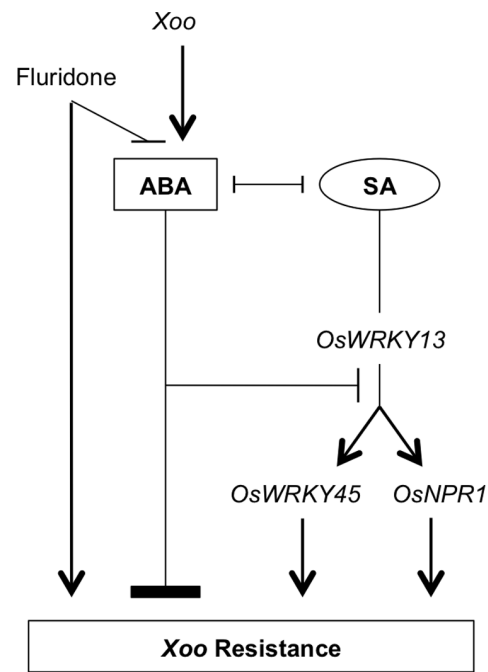 Xoo
Fluridone
ABA
SA
OsWRKY13
OsWRKY45
OsNPR1
Xoo Resistance